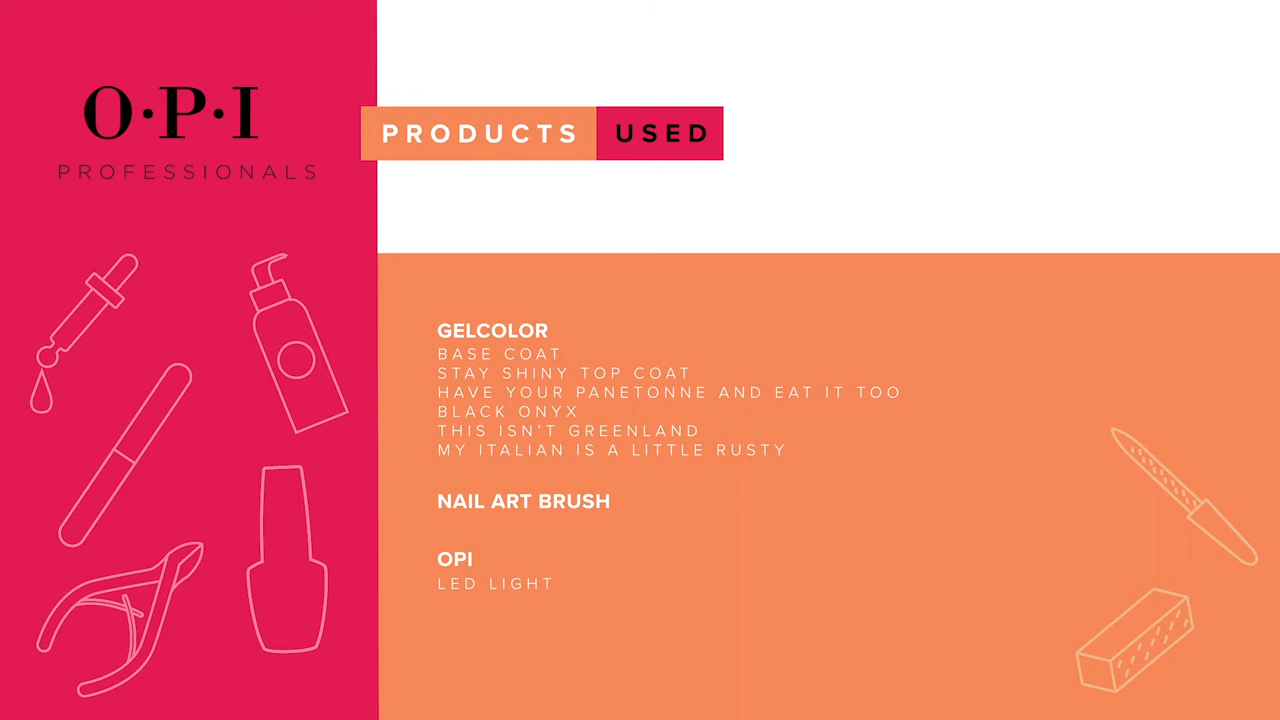 O·P·I
PROFESSIONALS
PRODUCTS USED
GELCOLOR
BASE COAT
STAY SHINY TOP COAT
HAVE YOUR PANETONNE AND EAT IT TOO
BLACK ONYX
THIS ISN'T GREENLAND
MY ITALIAN IS A LITTLE RUSTY
NAIL ART BRUSH
OPI
LED LIGHT